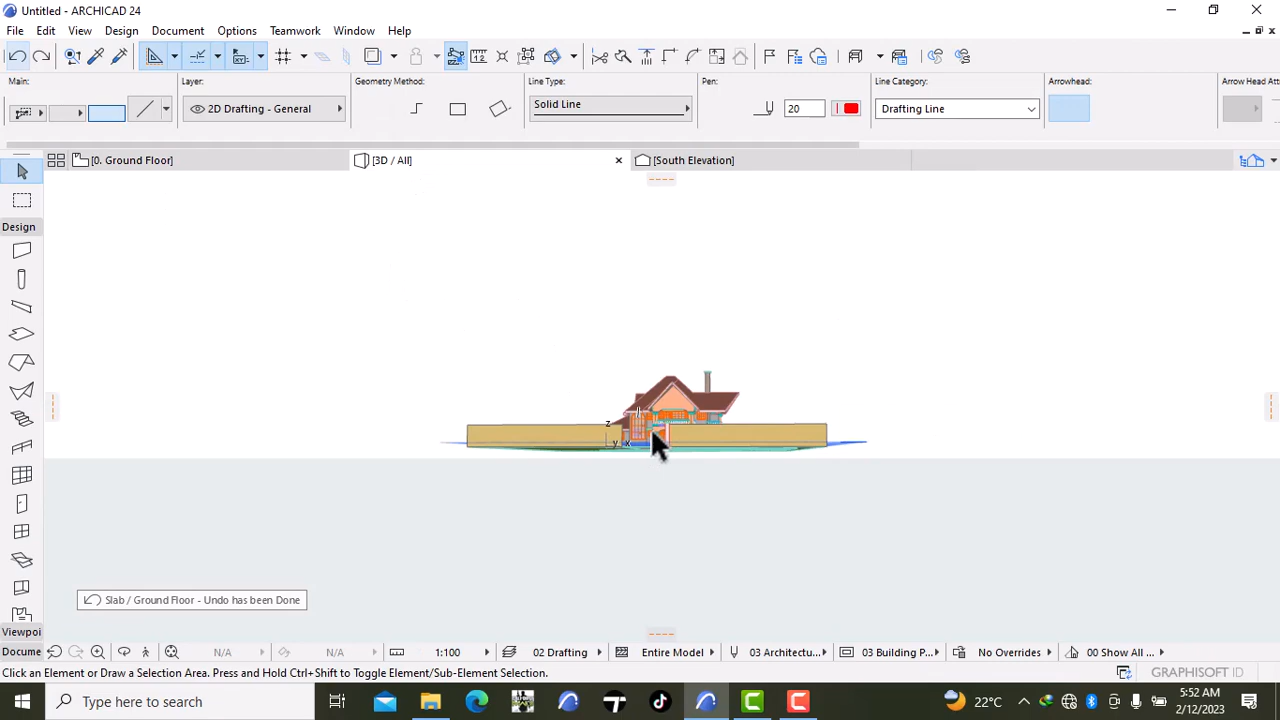 Untitled - ARCHICAD 24
File Edit View Design Document Options Teamwork Window Help
Main: Layer: Geometry Method: Line Type: Pen: Line Category: Arrowhead: Arrow Head Att
2D Drafting - General Solid Line 20 Drafting Line
[0. Ground Floor] [3D / All] [South Elevation]
Design
z
y x
Slab / Ground Floor - Undo has been Done
Viewpoi
Docume N/A N/A 1:100 02 Drafting Entire Model 03 Architectu... 03 Building P... No Overrides 00 Show All ...
Click an Element or Draw a Selection Area. Press and Hold Ctrl+Shift to Toggle Element/Sub-Element Selection. GRAPHISOFT ID
Type here to search 22°C 5:52 AM
2/12/2023